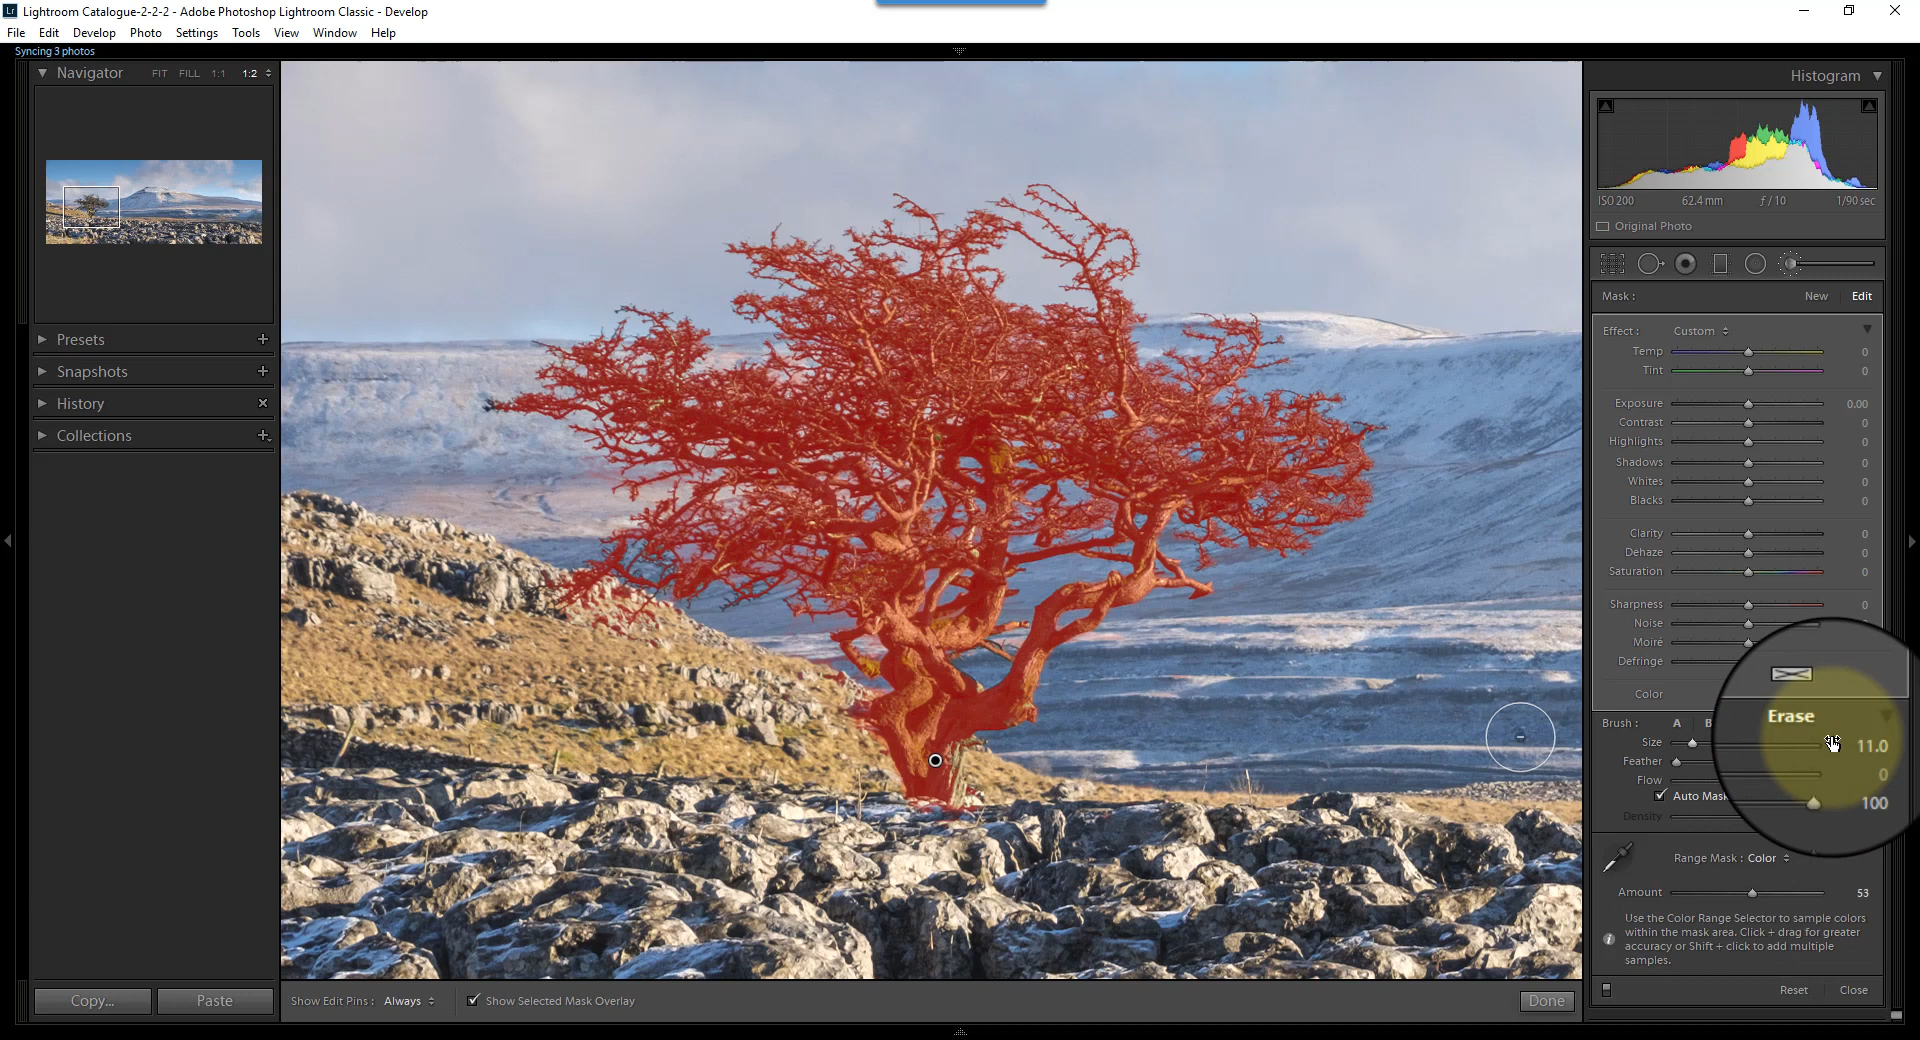 Lr Lightroom Catalogue-2-2-2 - Adobe Photoshop Lightroom Classic - Develop
File Edit Develop Photo Settings Tools View Window Help
Syncing 3 photos
Navigator FIT FILL 1:1 1:2
Presets
Snapshots
History
Collections
Copy... Paste
Show Edit Pins : Always Show Selected Mask Overlay Done
Histogram
ISO 200 62.4 mm ƒ / 10 1/90 sec
Original Photo
Mask : New Edit
Effect : Custom
Temp 0
Tint 0
Exposure 0.00
Contrast 0
Highlights 0
Shadows 0
Whites 0
Blacks 0
Clarity 0
Dehaze 0
Saturation 0
Sharpness 0
Noise
Moiré
Defringe
Color
Brush : A B Erase
Size 11.0
Feather 0
Flow 100
Auto Mask
Density
Range Mask : Color
Amount 53
Use the Color Range Selector to sample colors
within the mask area. Click + drag for greater
accuracy or Shift + click to add multiple
samples.
Reset Close